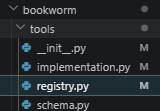 bookworm
tools
__init__.py M
implementation.py M
registry.py M
schema.py